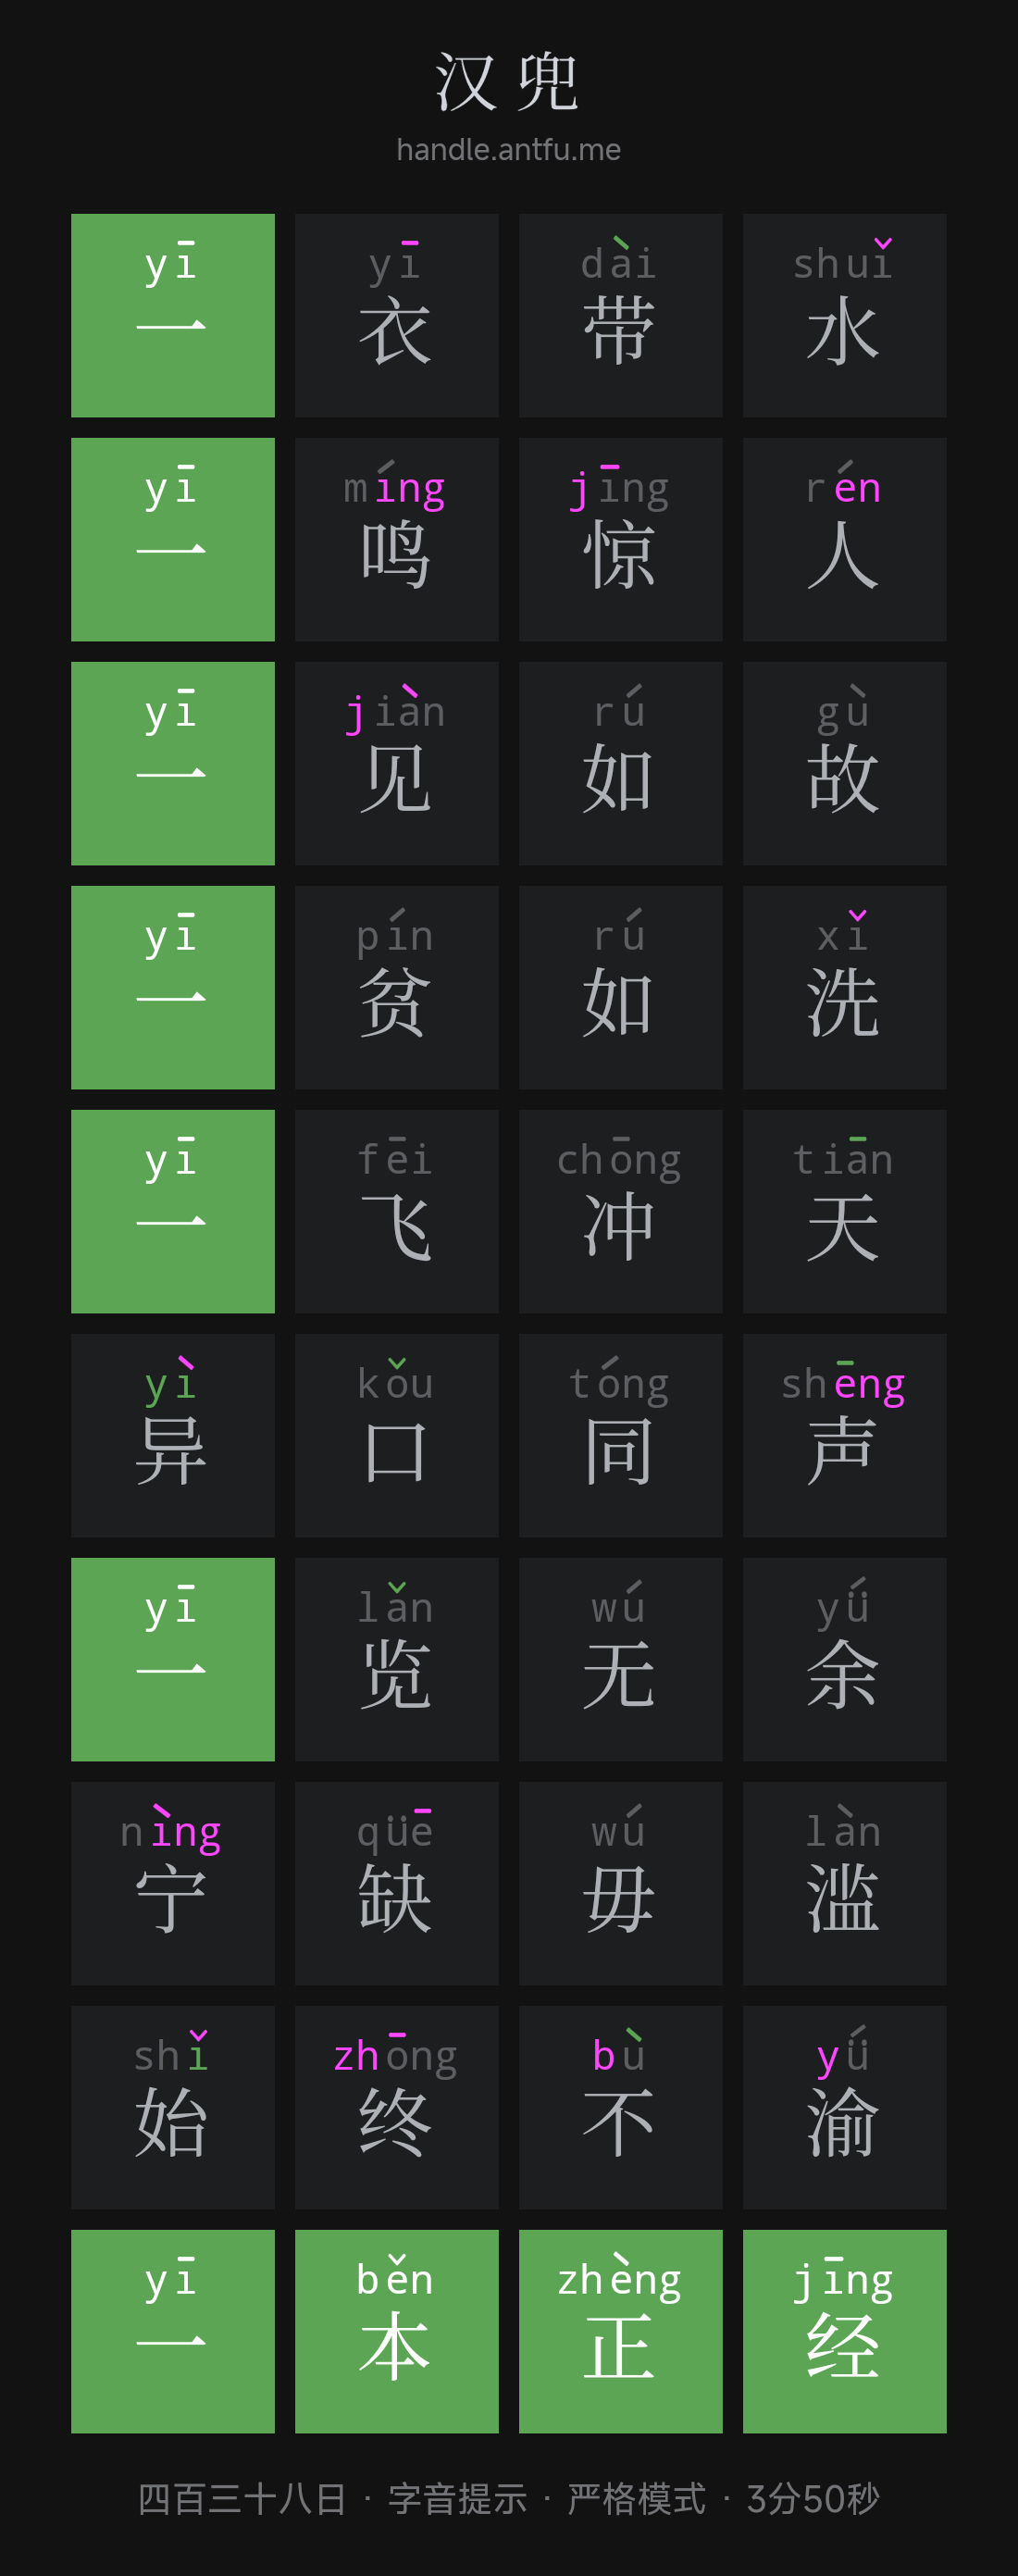 汉兜
handle.antfu.me
yī yī dài shuǐ
一衣带水
yī míng jīng rén
一鸣惊人
yī jiàn rú gù
一见如故
yī pín rú xǐ
一贫如洗
yī fēi chōng tiān
一飞冲天
yì kǒu tóng shēng
异口同声
yī lǎn wú yǘ
一览无余
nìng quē wú làn
宁缺毋滥
shǐ zhōng bù yǘ
始终不渝
yī běn zhèng jīng
一本正经
四百三十八日 · 字音提示 · 严格模式 · 3分50秒